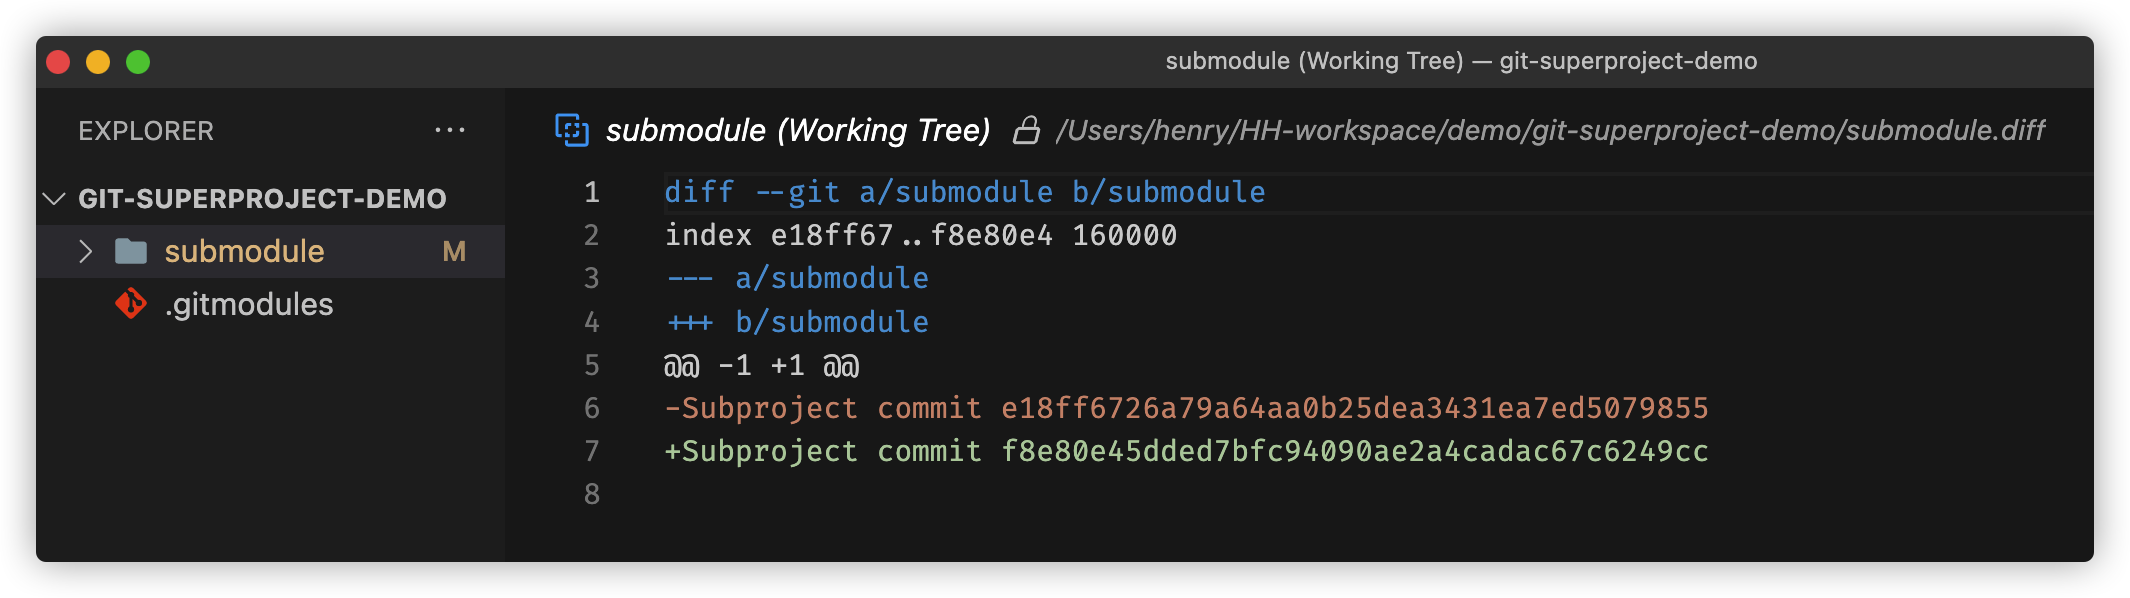 submodule (Working Tree) — git-superproject-demo
EXPLORER ···
GIT-SUPERPROJECT-DEMO
submodule M
.gitmodules
submodule (Working Tree) /Users/henry/HH-workspace/demo/git-superproject-demo/submodule.diff
1 diff --git a/submodule b/submodule
2 index e18ff67..f8e80e4 160000
3 --- a/submodule
4 +++ b/submodule
5 @@ -1 +1 @@
6 -Subproject commit e18ff6726a79a64aa0b25dea3431ea7ed5079855
7 +Subproject commit f8e80e45dded7bfc94090ae2a4cadac67c6249cc
8